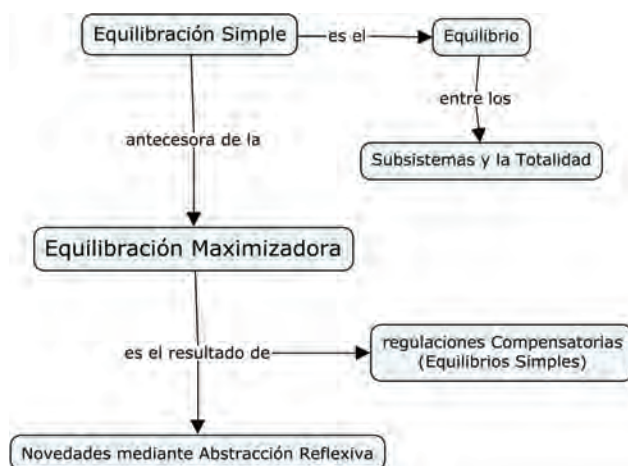 Equilibración Simple
es el
Equilibrio
entre los
antecesora de la
Subsistemas y la Totalidad
Equilibración Maximizadora
es el resultado de
regulaciones Compensatorias
(Equilibrios Simples)
Novedades mediante Abstracción Reflexiva